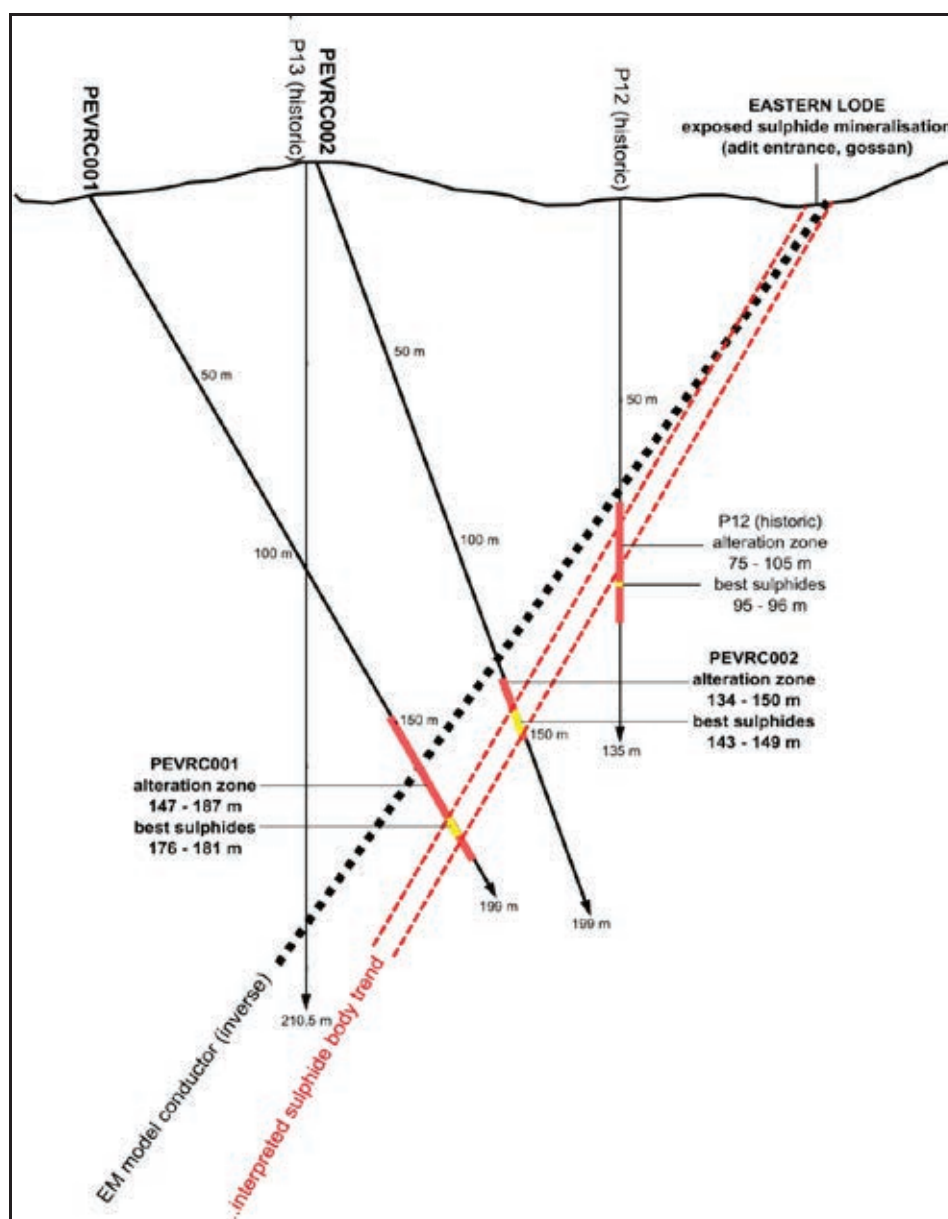 PEVRC001
P13 (historic)
PEVRC002
P12 (historic)
EASTERN LODE
exposed sulphide mineralisation
(adit entrance, gossan)
50 m
50 m
50 m
100 m
100 m
P12 (historic)
alteration zone
75 - 105 m
best sulphides
95 - 96 m
PEVRC002
alteration zone
134 - 150 m
best sulphides
143 - 149 m
150 m
150 m
135 m
PEVRC001
alteration zone
147 - 187 m
best sulphides
176 - 181 m
199 m
199 m
210.5 m
EM model conductor (inverse)
..interpreted sulphide body trend